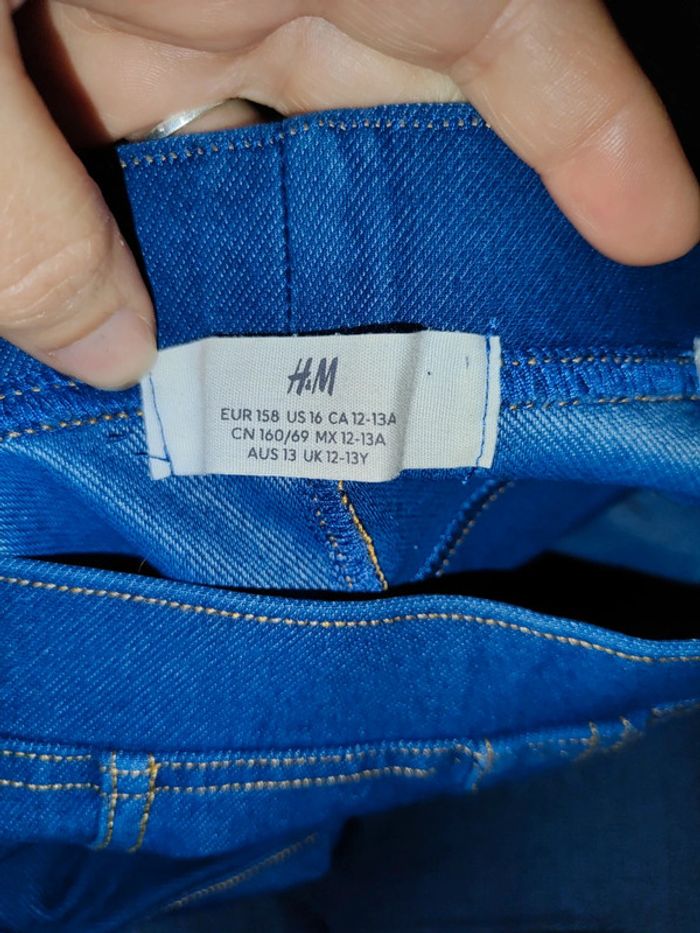 H&M
EUR 158 US 16 CA 12-13A
CN 160/69 MX 12-13A
AUS 13 UK 12-13Y